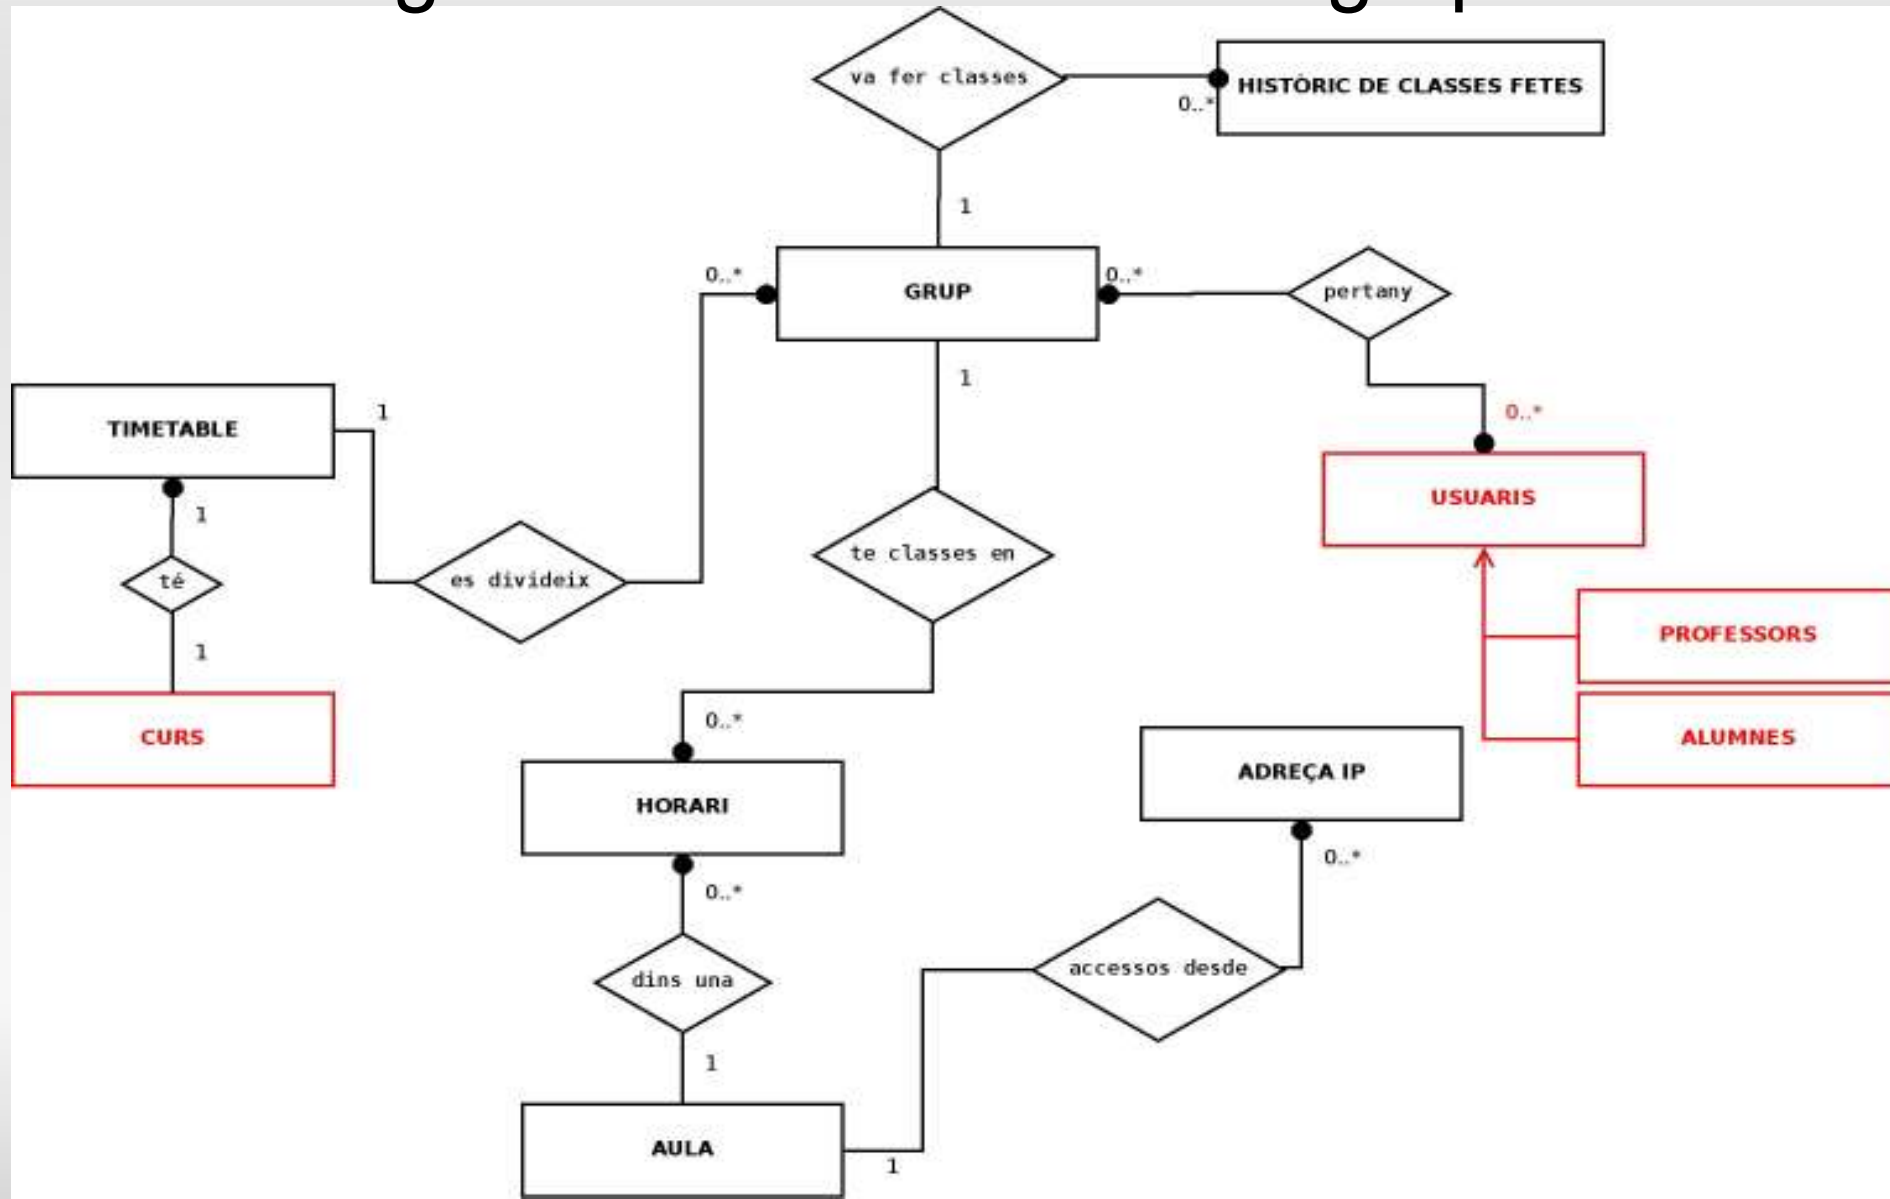 va fer classes
0..*
HISTÒRIC DE CLASSES FETES
1
0..*
GRUP
0..*
pertany
1
0..*
TIMETABLE
1
USUARIS
1
té
1
es divideix
te classes en
PROFESSORS
CURS
0..*
ALUMNES
HORARI
ADREÇA IP
0..*
0..*
dins una
accessos desde
1
AULA
1